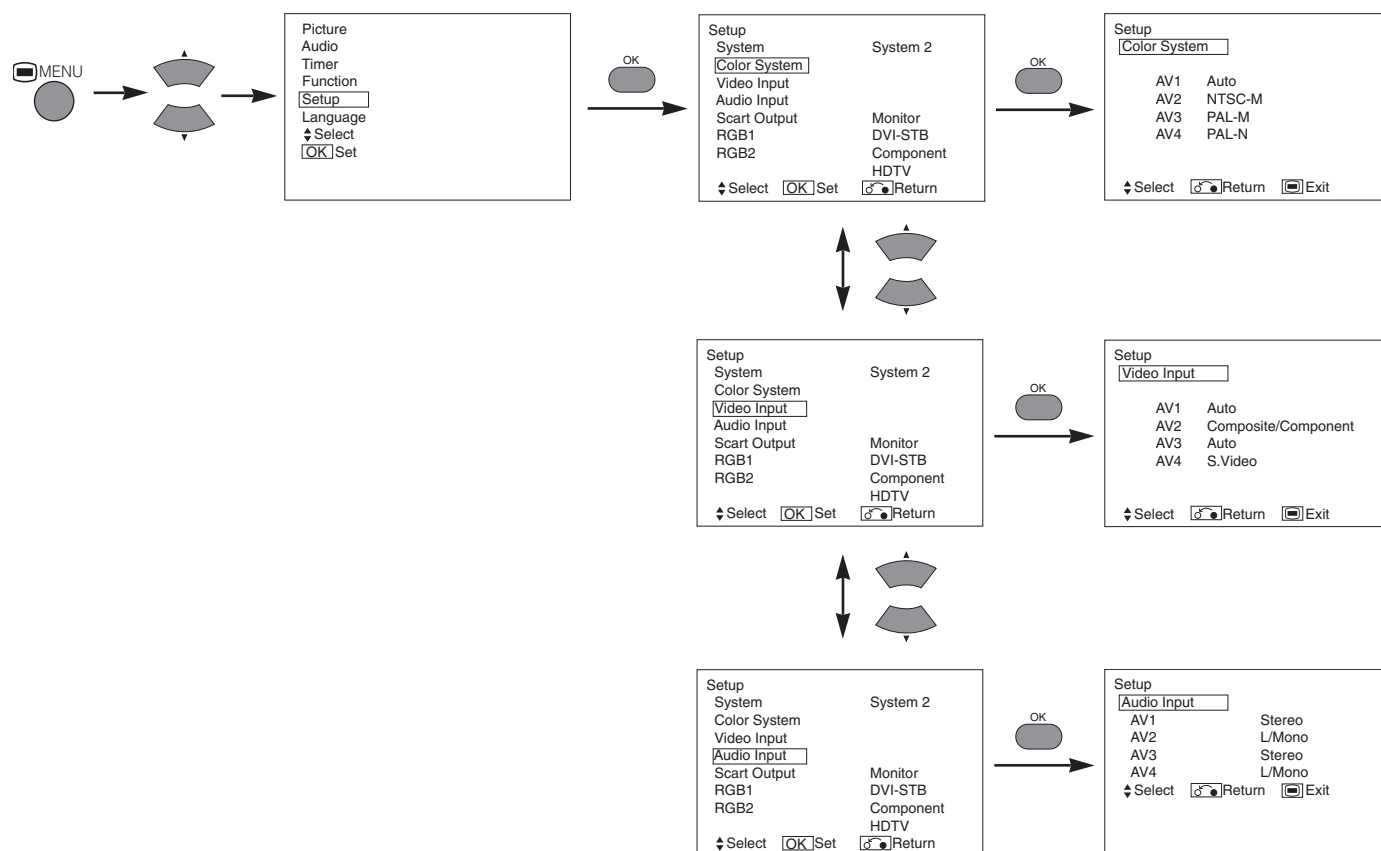 MENU
Picture
Audio
Timer
Function
Setup
Language
Select
OK Set
OK
Setup
System System 2
Color System
Video Input
Audio Input
Scart Output Monitor
RGB1 DVI-STB
RGB2 Component
HDTV
Select OK Set Return
OK
Setup
Color System
AV1 Auto
AV2 NTSC-M
AV3 PAL-M
AV4 PAL-N
Select Return Exit
Setup
System System 2
Color System
Video Input
Audio Input
Scart Output Monitor
RGB1 DVI-STB
RGB2 Component
HDTV
Select OK Set Return
OK
Setup
Video Input
AV1 Auto
AV2 Composite/Component
AV3 Auto
AV4 S.Video
Select Return Exit
Setup
System System 2
Color System
Video Input
Audio Input
Scart Output Monitor
RGB1 DVI-STB
RGB2 Component
HDTV
Select OK Set Return
OK
Setup
Audio Input
AV1 Stereo
AV2 L/Mono
AV3 Stereo
AV4 L/Mono
Select Return Exit